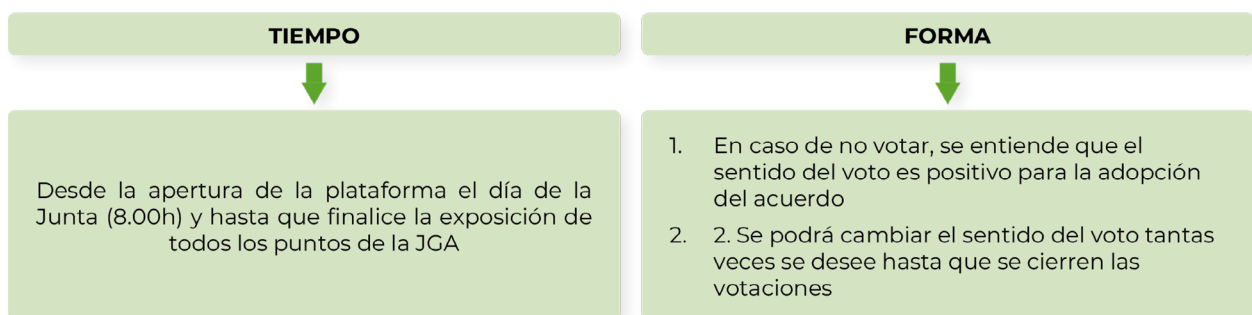 TIEMPO
Desde la apertura de la plataforma el día de la
Junta (8.00h) y hasta que finalice la exposición de
todos los puntos de la JGA
FORMA
1. En caso de no votar, se entiende que el
sentido del voto es positivo para la adopción
del acuerdo
2. 2. Se podrá cambiar el sentido del voto tantas
veces se desee hasta que se cierren las
votaciones